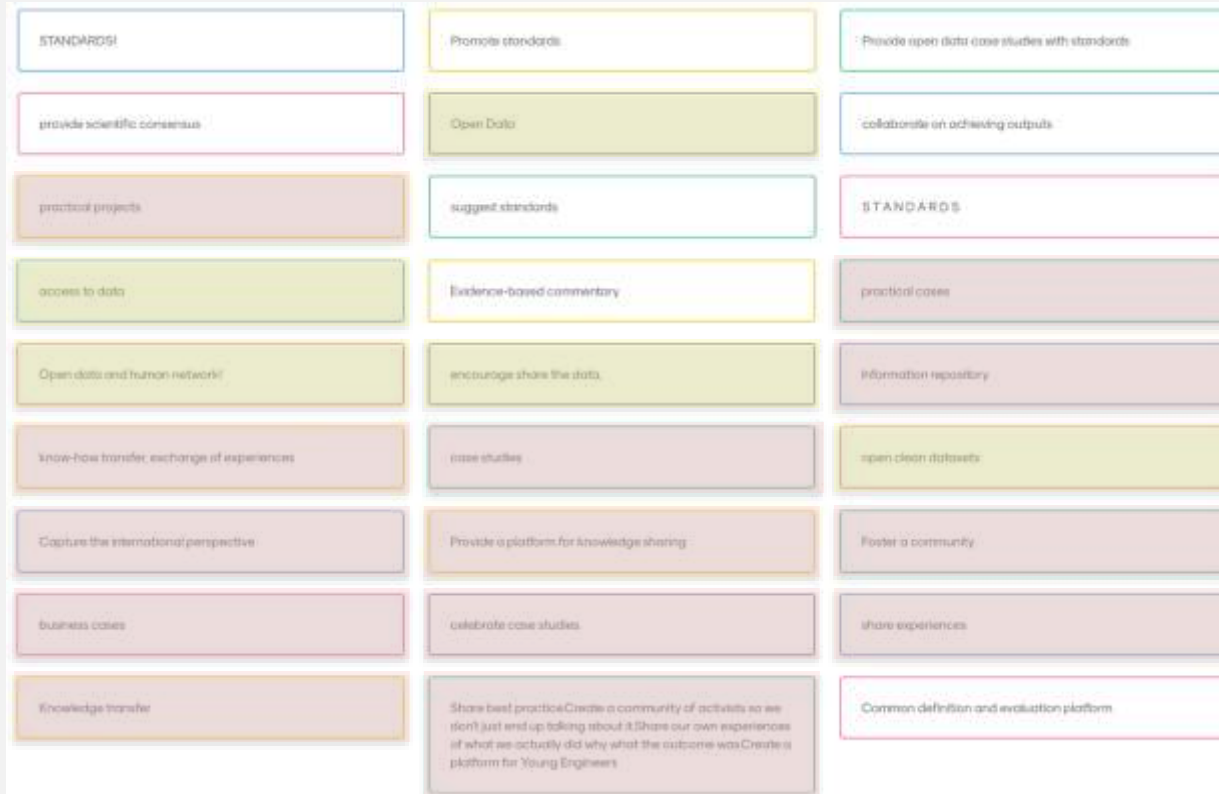 STANDARDS!
Promote standards
Provide open data case studies with standards
provide scientific consensus
Open Data
collaborate on achieving outputs
practical projects
suggest standards
STANDARDS
access to data
Evidence-based commentary
practical cases
Open data and human network!
encourage share the data,
Information repository
know-how transfer, exchange of experiences
case studies
open clean datasets
Capture the international perspective
Provide a platform for knowledge sharing
Foster a community
business cases
celebrate case studies
share experiences
Knowledge transfer
Share best practice.Create a community of activists so we
don't just end up talking about it.Share our own experiences
of what we actually did why what the outcome was.Create a
platform for Young Engineers
Common definition and evaluation platform